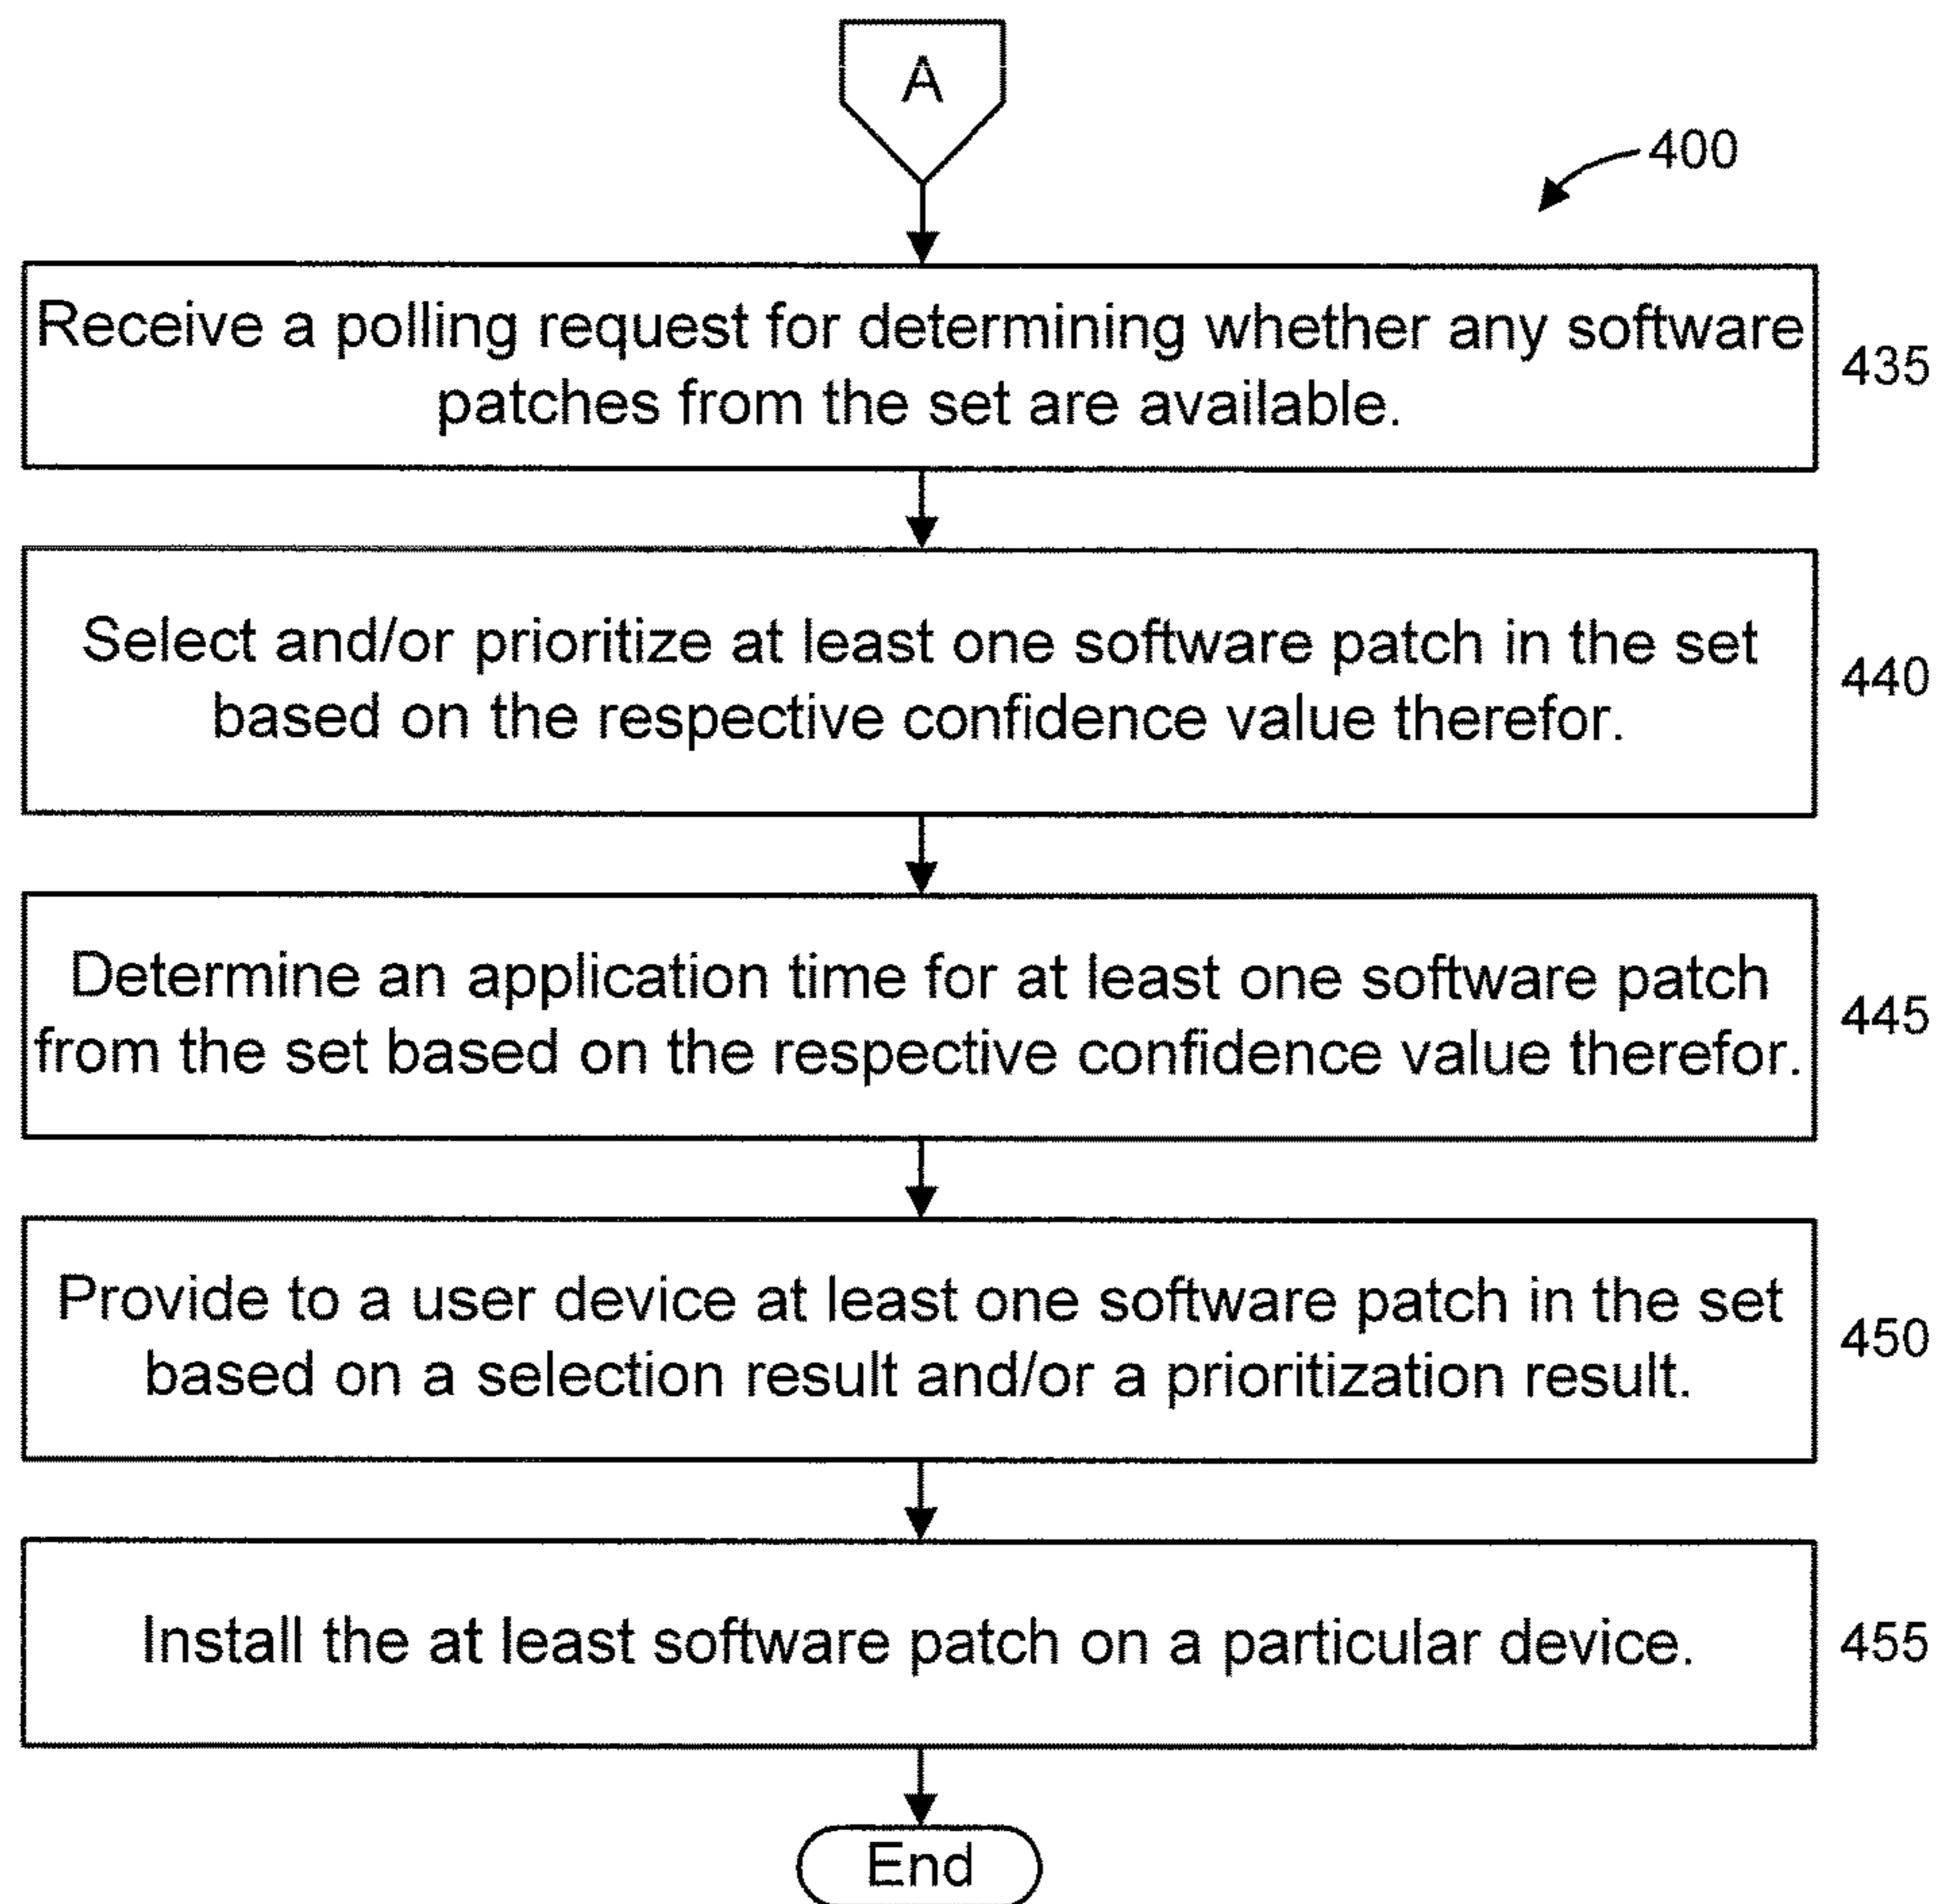 A
400
Receive a polling request for determining whether any software
patches from the set are available.
435
Select and/or prioritize at least one software patch in the set
based on the respective confidence value therefor.
440
Determine an application time for at least one software patch
from the set based on the respective confidence value therefor.
445
Provide to a user device at least one software patch in the set
based on a selection result and/or a prioritization result.
450
Install the at least software patch on a particular device.
455
End